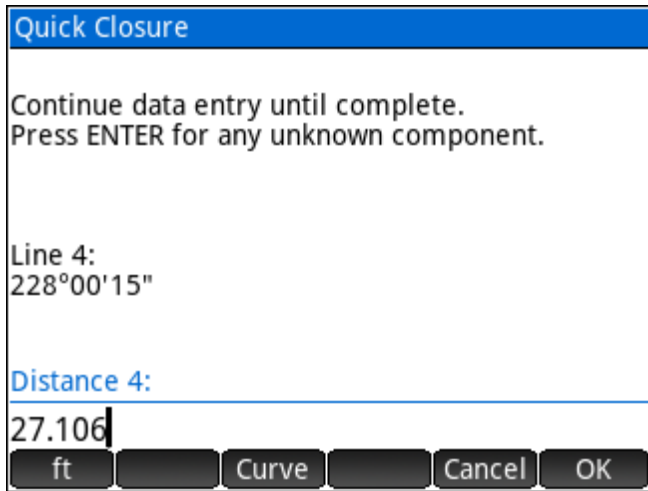 Quick Closure
Continue data entry until complete.
Press ENTER for any unknown component.
Line 4:
228°00'15"
Distance 4:
27.106
ft Curve Cancel OK